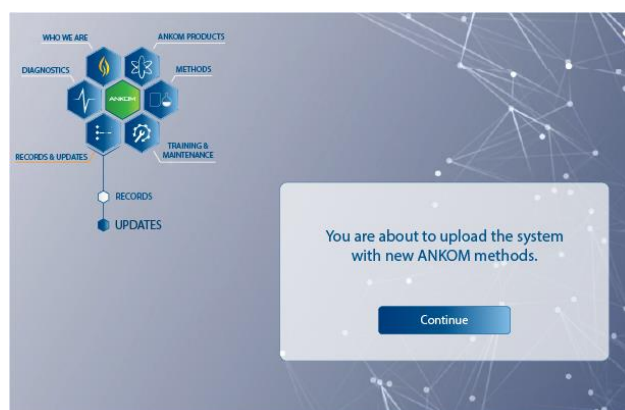 WHO WE ARE
ANKOM PRODUCTS
DIAGNOSTICS
METHODS
ANKOM
RECORDS & UPDATES
TRAINING &
MAINTENANCE
RECORDS
UPDATES
You are about to upload the system
with new ANKOM methods.
Continue